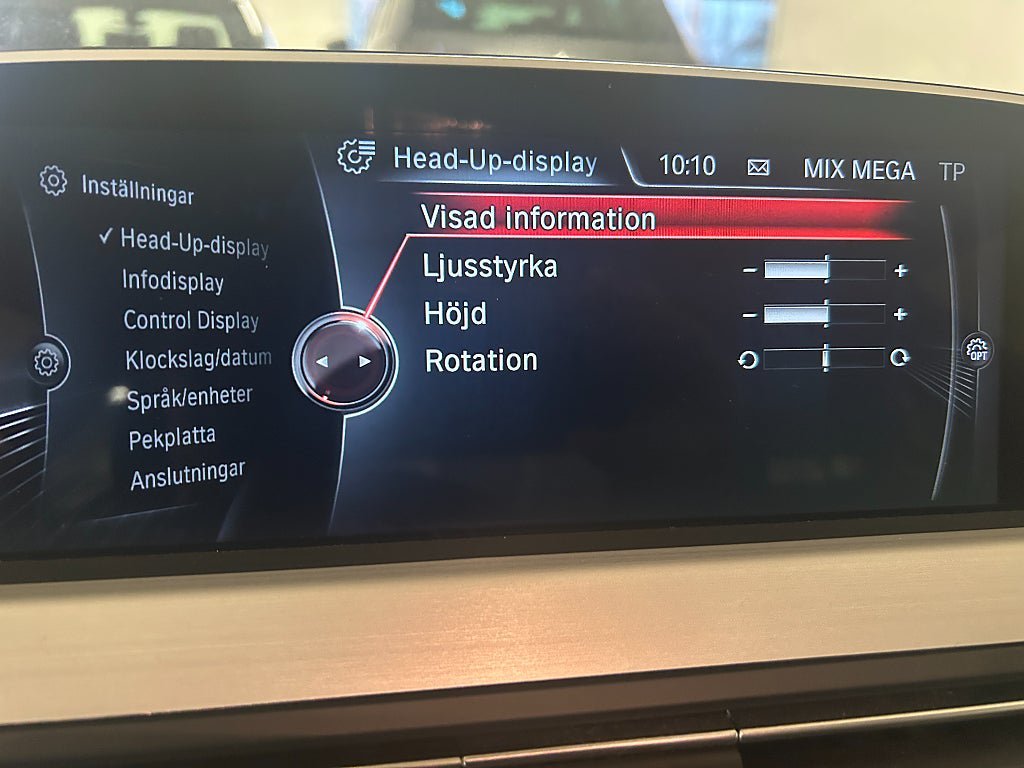 Head-Up-display 10:10 MIX MEGA TP
Inställningar
Head-Up-display
Infodisplay
Control Display
Klockslag/datum
Språk/enheter
Pekplatta
Anslutningar
Visad information
Ljusstyrka - +
Höjd - +
Rotation
OPT